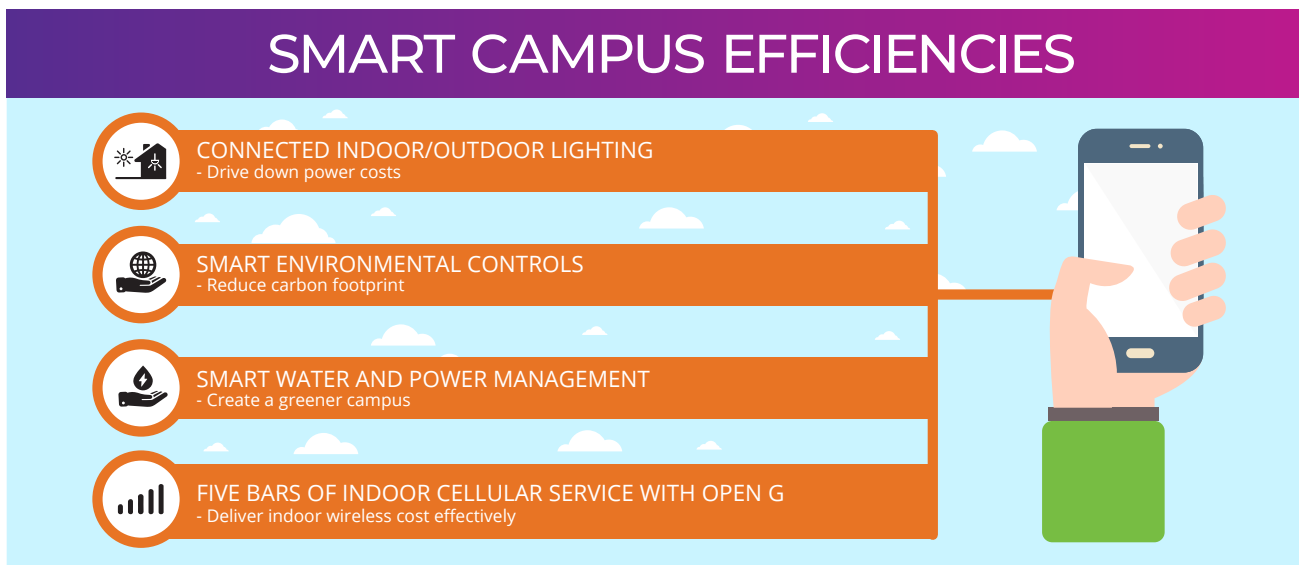 SMART CAMPUS EFFICIENCIES
CONNECTED INDOOR/OUTDOOR LIGHTING
- Drive down power costs
SMART ENVIRONMENTAL CONTROLS
- Reduce carbon footprint
SMART WATER AND POWER MANAGEMENT
- Create a greener campus
FIVE BARS OF INDOOR CELLULAR SERVICE WITH OPEN G
- Deliver indoor wireless cost effectively